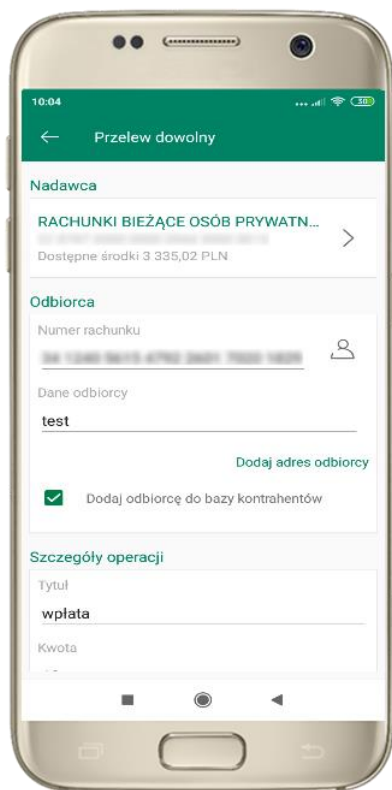 10:04
Przelew dowolny
Nadawca
RACHUNKI BIEŻĄCE OSÓB PRYWATN...
Dostępne środki 3 335,02 PLN
Odbiorca
Numer rachunku
Dane odbiorcy
test
Dodaj adres odbiorcy
Dodaj odbiorcę do bazy kontrahentów
Szczegóły operacji
Tytuł
wpłata
Kwota